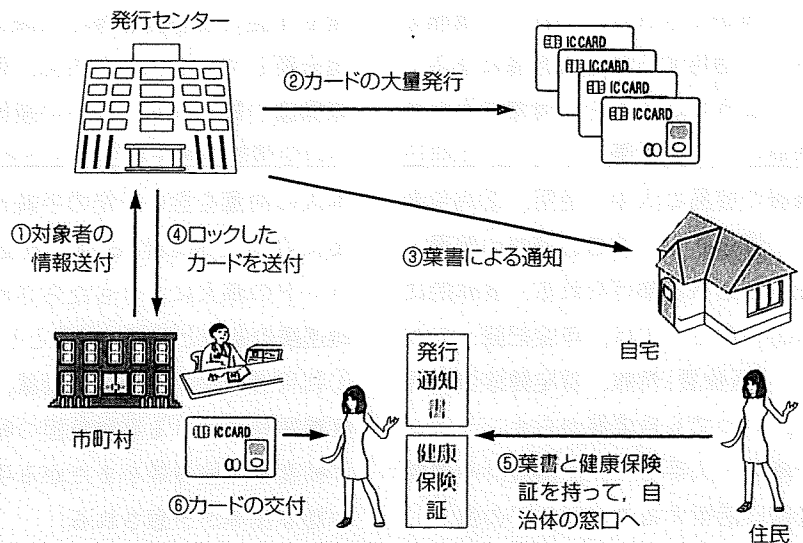 発行センター
②カードの大量発行
IC CARD
IC CARD
IC CARD
IC CARD
①対象者の
情報送付
④ロックした
カードを送付
③葉書による通知
自宅
市町村
IC CARD
⑥カードの交付
発行
通知
書
健康
保険
証
⑤葉書と健康保険
証を持って，自
治体の窓口へ
住民